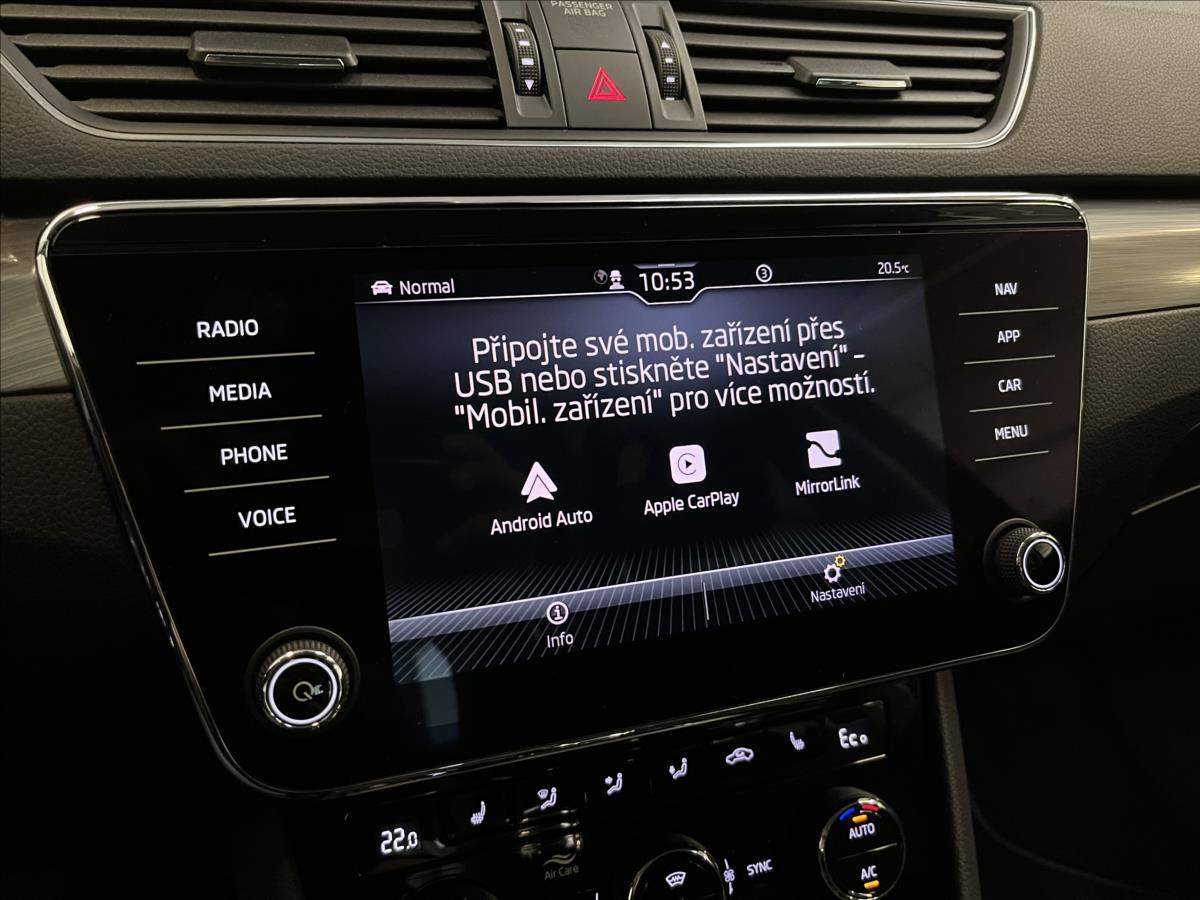 PASSENGER
AIR BAG
Normal
10:53
3
20.5°C
RADIO
MEDIA
PHONE
VOICE
Připojte své mob. zařízení přes
USB nebo stiskněte "Nastavení" –
"Mobil. zařízení" pro více možností.
Android Auto
Apple CarPlay
MirrorLink
Info
Nastavení
NAV
APP
CAR
MENU
22.0
Eco
Air Care
SYNC
AUTO
A/C